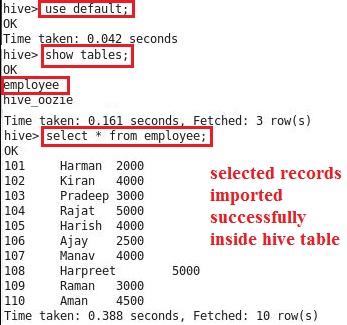 hive> use default;
OK
Time taken: 0.042 seconds
hive> show tables;
OK
employee
hive_oozie
Time taken: 0.161 seconds, Fetched: 3 row(s)
hive> select * from employee;
OK
101 Harman 2000
102 Kiran 4000
103 Pradeep 3000
104 Rajat 5000
105 Harish 4000
106 Ajay 2500
107 Manav 4000
108 Harpreet 5000
109 Raman 3000
110 Aman 4500
Time taken: 0.388 seconds, Fetched: 10 row(s)
selected records
imported
successfully
inside hive table